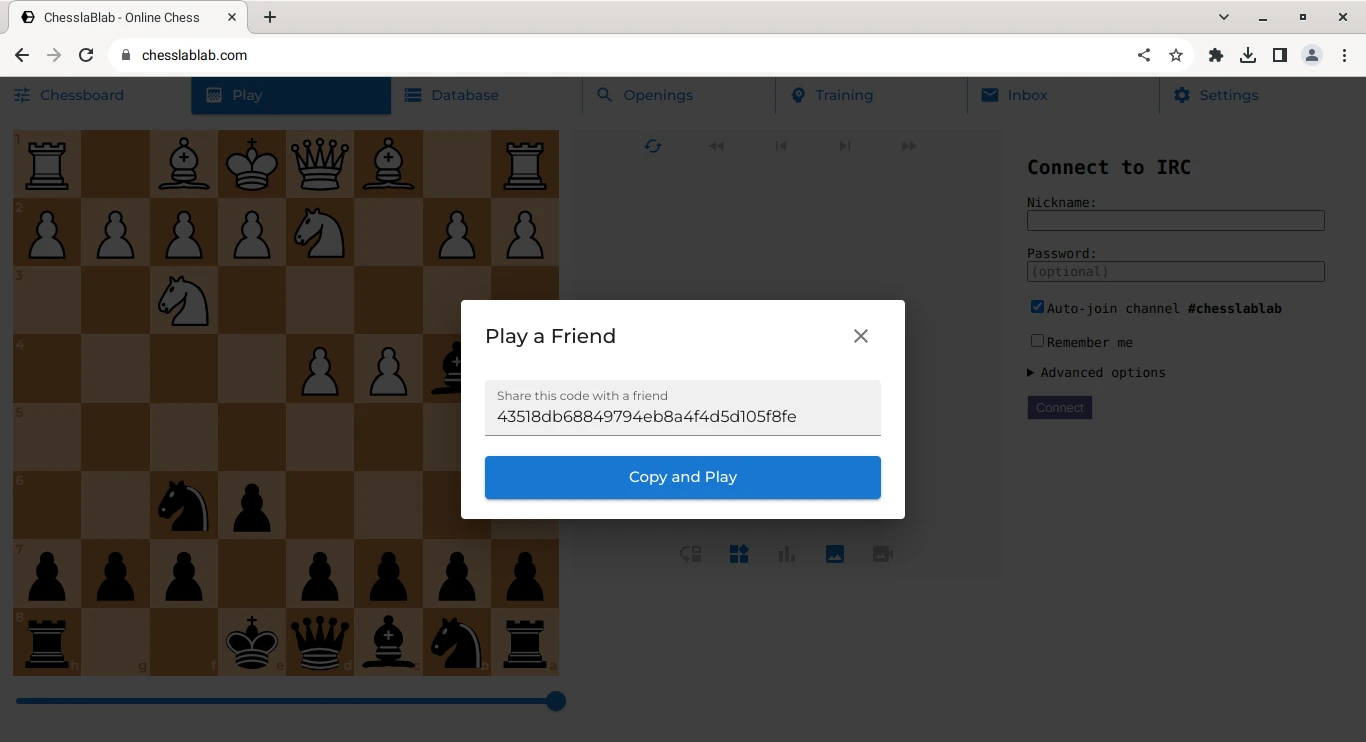 ChesslaBlab - Online Chess
chesslablab.com
Chessboard
Play
Database
Openings
Training
Inbox
Settings
1
2
3
4
5
6
7
8
h
g
f
e
d
c
b
a
Play a Friend
Share this code with a friend
43518db68849794eb8a4f4d5d105f8fe
Copy and Play
Connect to IRC
Nickname:
Password:
(optional)
Auto-join channel #chesslablab
Remember me
Advanced options
Connect